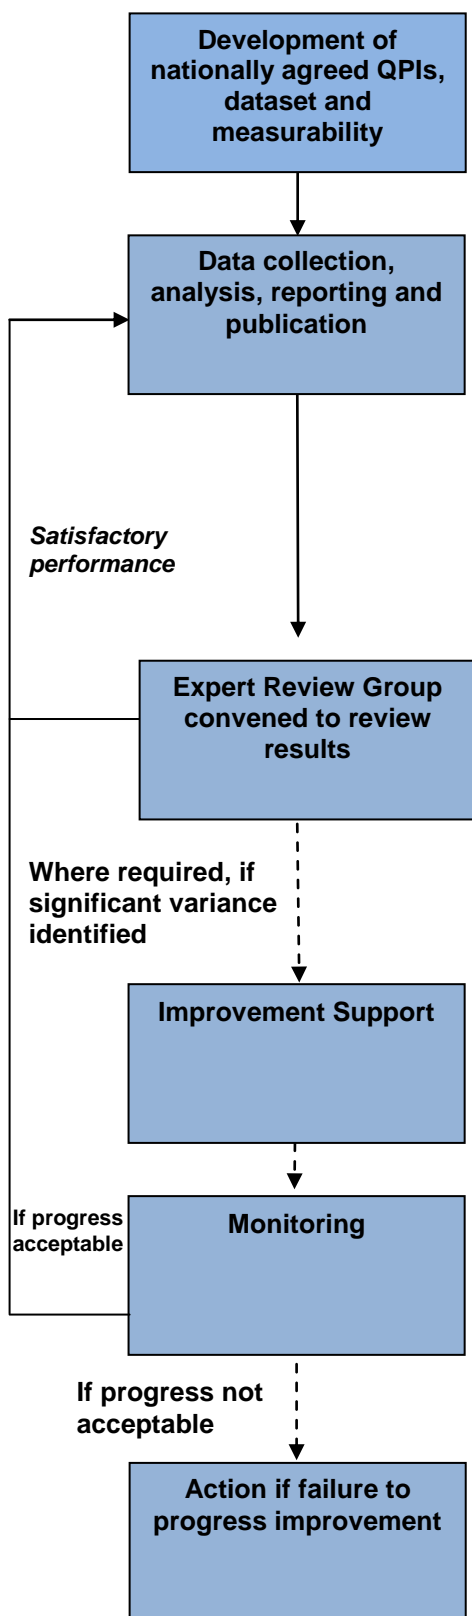 Development of
nationally agreed QPIs,
dataset and
measurability
Data collection,
analysis, reporting and
publication
Satisfactory
performance
Expert Review Group
convened to review
results
Where required, if
significant variance
identified
Improvement Support
If progress
acceptable
Monitoring
If progress not
acceptable
Action if failure to
progress improvement